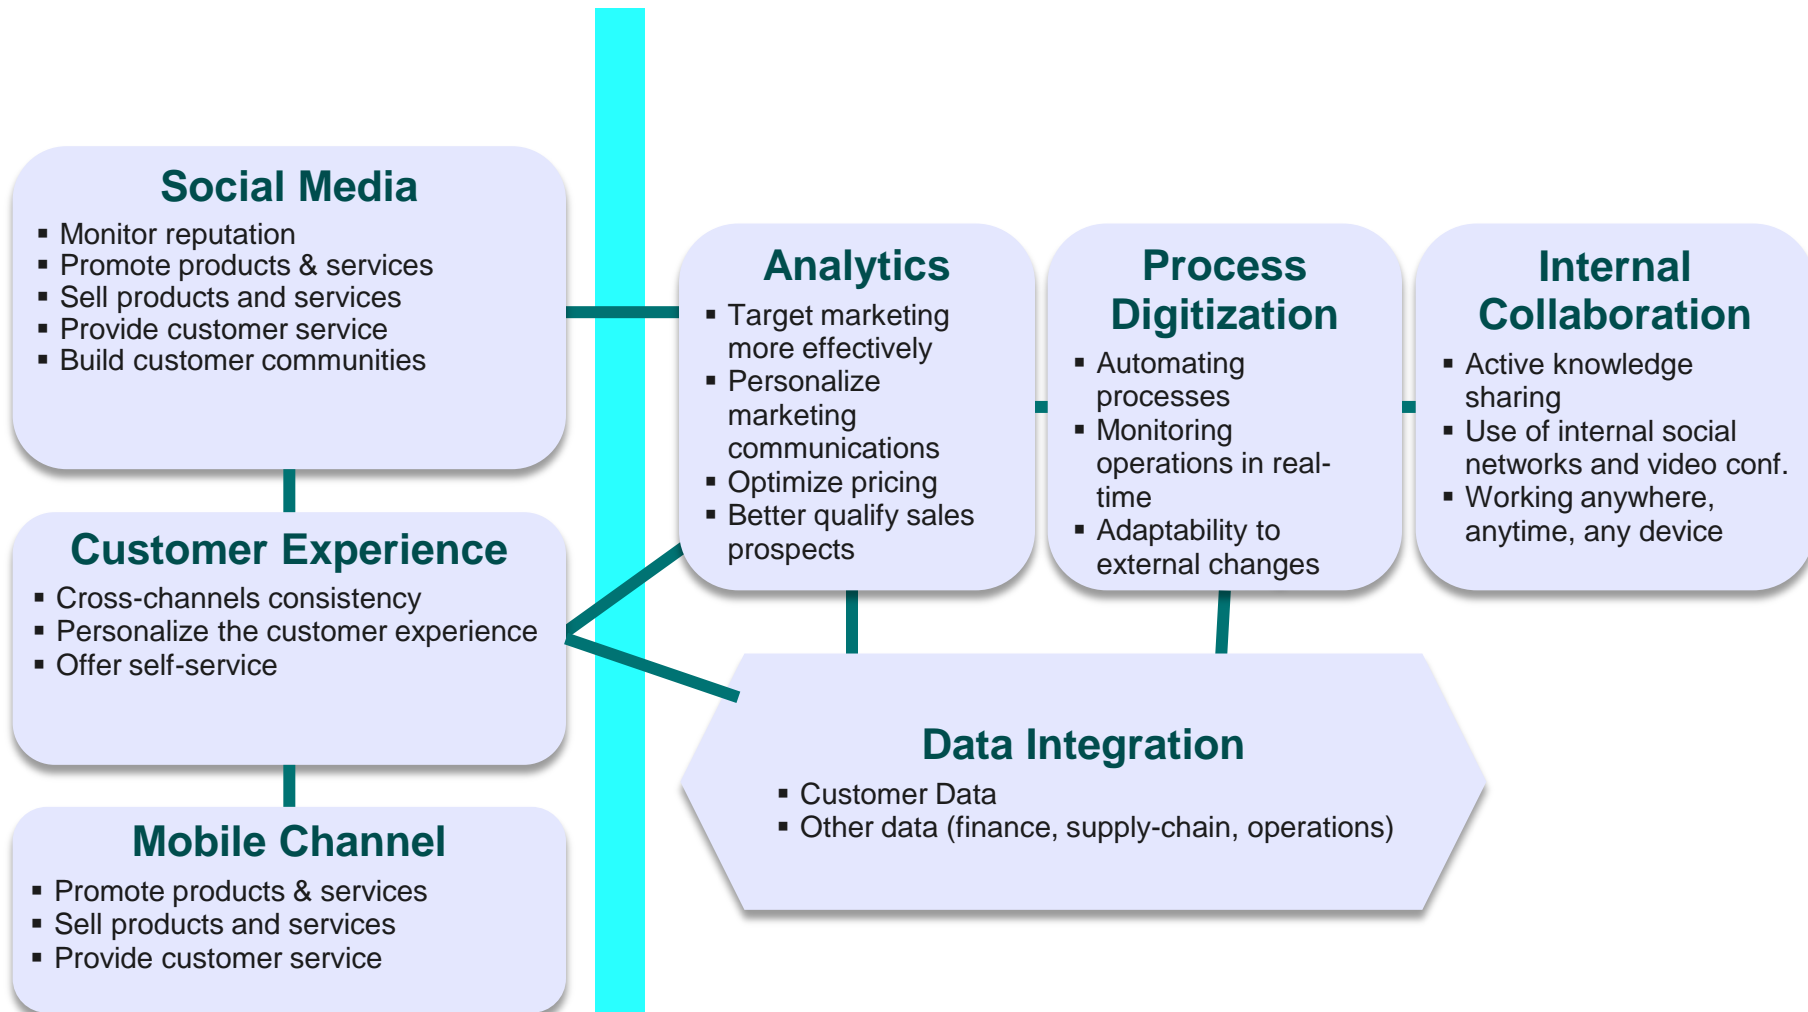 Social Media
▪ Monitor reputation
▪ Promote products & services
▪ Sell products and services
▪ Provide customer service
▪ Build customer communities
Customer Experience
▪ Cross-channels consistency
▪ Personalize the customer experience
▪ Offer self-service
Mobile Channel
▪ Promote products & services
▪ Sell products and services
▪ Provide customer service
Analytics
▪ Target marketing
more effectively
▪ Personalize
marketing
communications
▪ Optimize pricing
▪ Better qualify sales
prospects
Process
Digitization
▪ Automating
processes
▪ Monitoring
operations in real-
time
▪ Adaptability to
external changes
Internal
Collaboration
▪ Active knowledge
sharing
▪ Use of internal social
networks and video conf.
▪ Working anywhere,
anytime, any device
Data Integration
▪ Customer Data
▪ Other data (finance, supply-chain, operations)